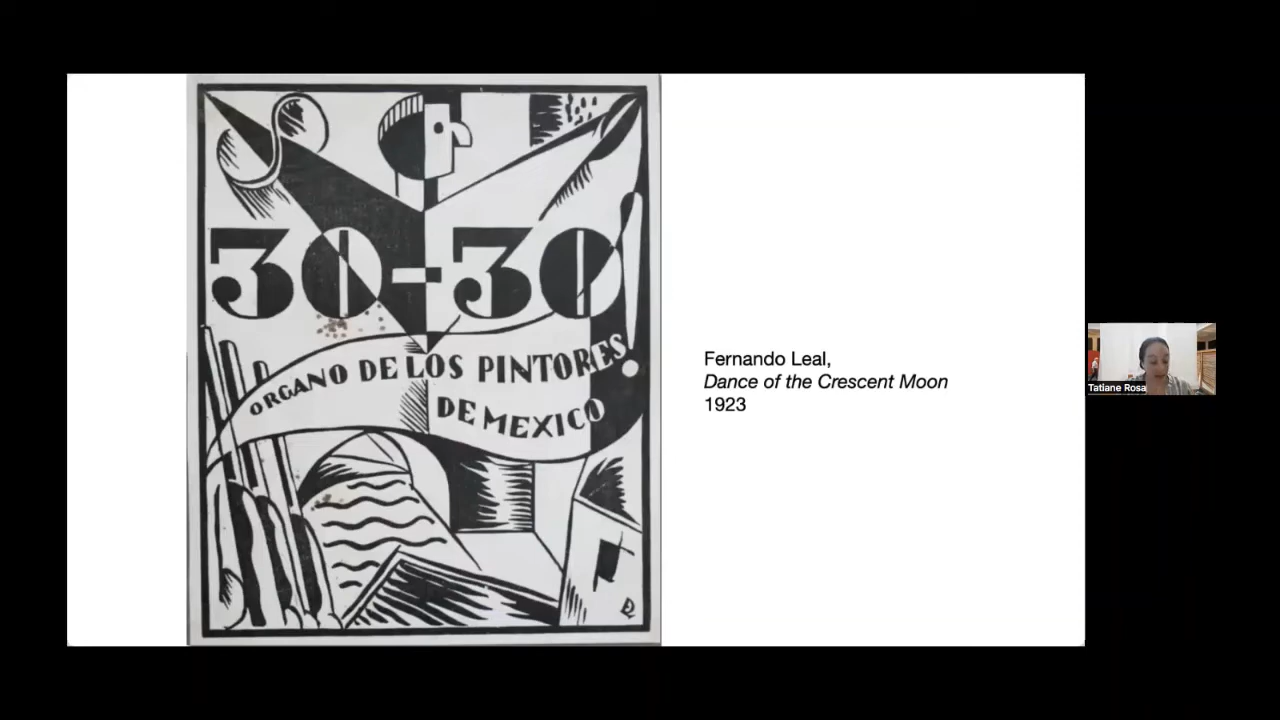 30-30!
ORGANO DE LOS PINTORES
DE MEXICO
Fernando Leal,
Dance of the Crescent Moon
1923
Tatiane Rosa